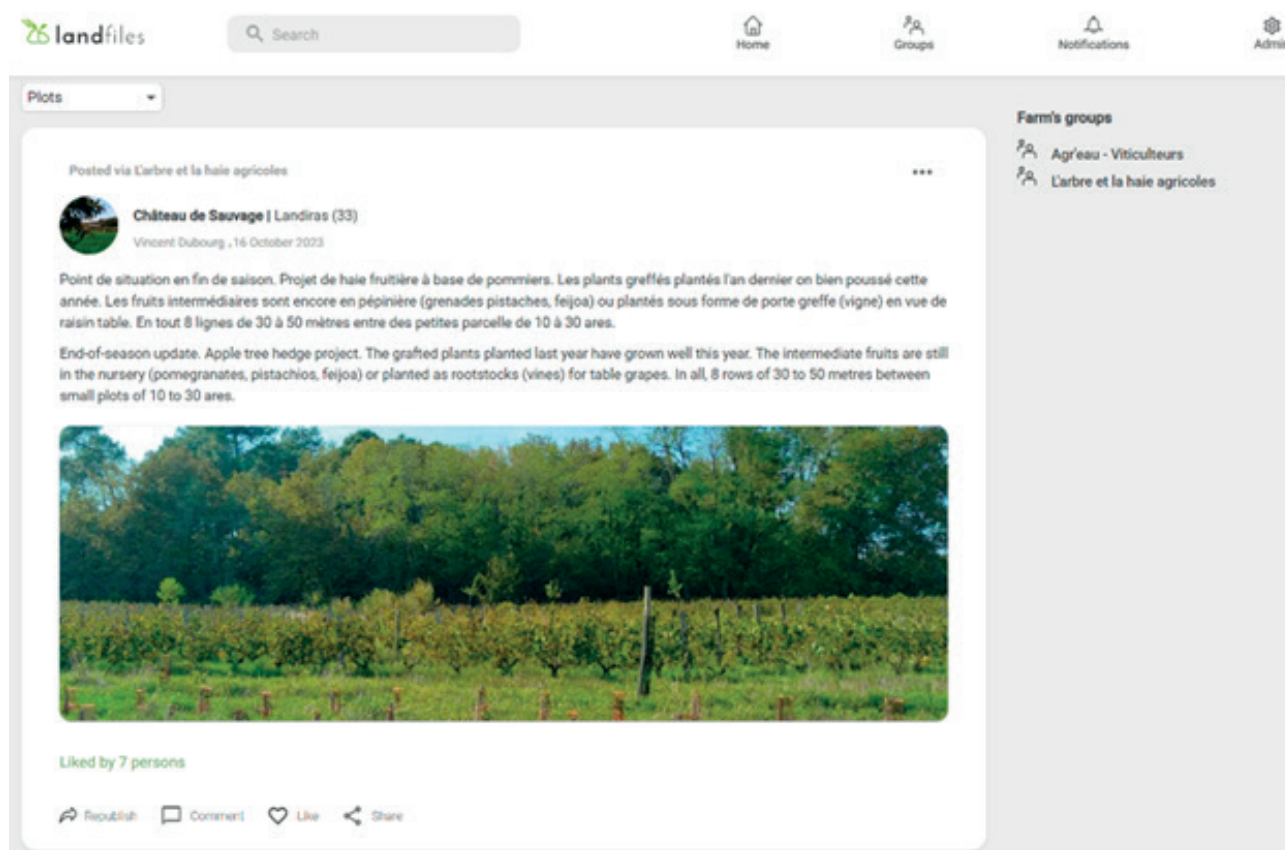 landfiles
Search
Home
Groups
Notifications
Admin
Plots
Farm's groups
Agr'eau - Viticulteurs
L'arbre et la haie agricoles
Posted via L'arbre et la haie agricoles
Château de Sauvage | Landiras (33)
Vincent Dubourg , 16 October 2023
Point de situation en fin de saison. Projet de haie fruitière à base de pommiers. Les plants greffés plantés l'an dernier on bien poussé cette
année. Les fruits intermédiaires sont encore en pépinière (grenades pistaches, feijoa) ou plantés sous forme de porte greffe (vigne) en vue de
raisin table. En tout 8 lignes de 30 à 50 mètres entre des petites parcelle de 10 à 30 ares.
End-of-season update. Apple tree hedge project. The grafted plants planted last year have grown well this year. The intermediate fruits are still
in the nursery (pomegranates, pistachios, feijoa) or planted as rootstocks (vines) for table grapes. In all, 8 rows of 30 to 50 metres between
small plots of 10 to 30 ares.
Liked by 7 persons
Republish
Comment
Like
Share